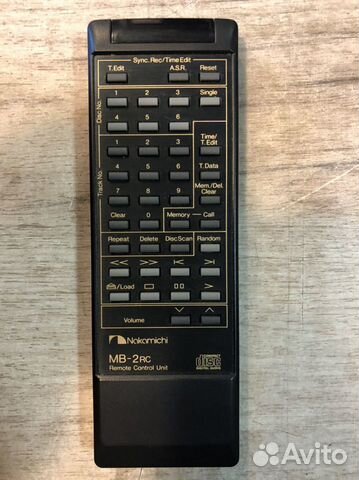 Sync. Rec/Time Edit
T.Edit A.S.R. Reset
Disc No. 1 2 3 Single
4 5 6
Track No. 1 2 3 Time/T.Edit
4 5 6 T.Data
7 8 9 Mem./Del. Clear
Clear 0 Memory Call
Repeat Delete DiscScan Random
<< >> |< >|
/Load □ ▯▯ >
Volume
Nakamichi
MB-2RC
Remote Control Unit
COMPACT
disc
DIGITAL AUDIO
Avito